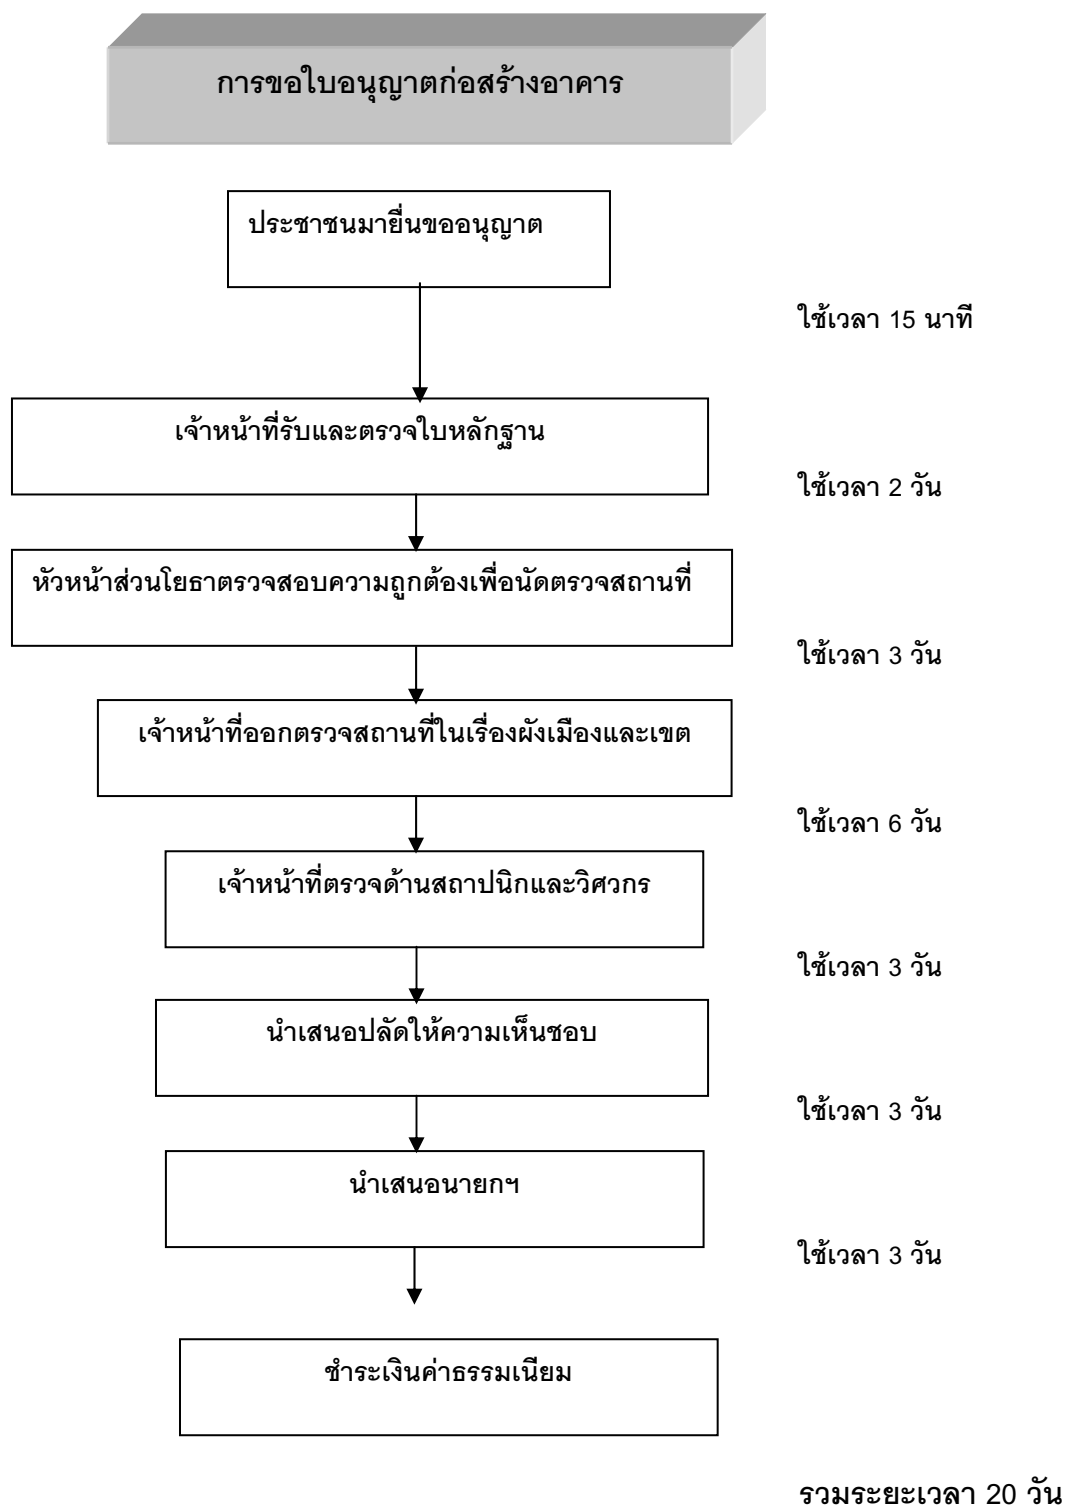 การขอใบอนุญาตก่อสร้างอาคาร
ประชาชนมายื่นขออนุญาต
ใช้เวลา 15 นาที
เจ้าหน้าที่รับและตรวจใบหลักฐาน
ใช้เวลา 2 วัน
หัวหน้าส่วนโยธาตรวจสอบความถูกต้องเพื่อนัดตรวจสถานที่
ใช้เวลา 3 วัน
เจ้าหน้าที่ออกตรวจสถานที่ในเรื่องผังเมืองและเขต
ใช้เวลา 6 วัน
เจ้าหน้าที่ตรวจด้านสถาปนิกและวิศวกร
ใช้เวลา 3 วัน
นำเสนอปลัดให้ความเห็นชอบ
ใช้เวลา 3 วัน
นำเสนอนายกฯ
ใช้เวลา 3 วัน
ชำระเงินค่าธรรมเนียม
รวมระยะเวลา 20 วัน